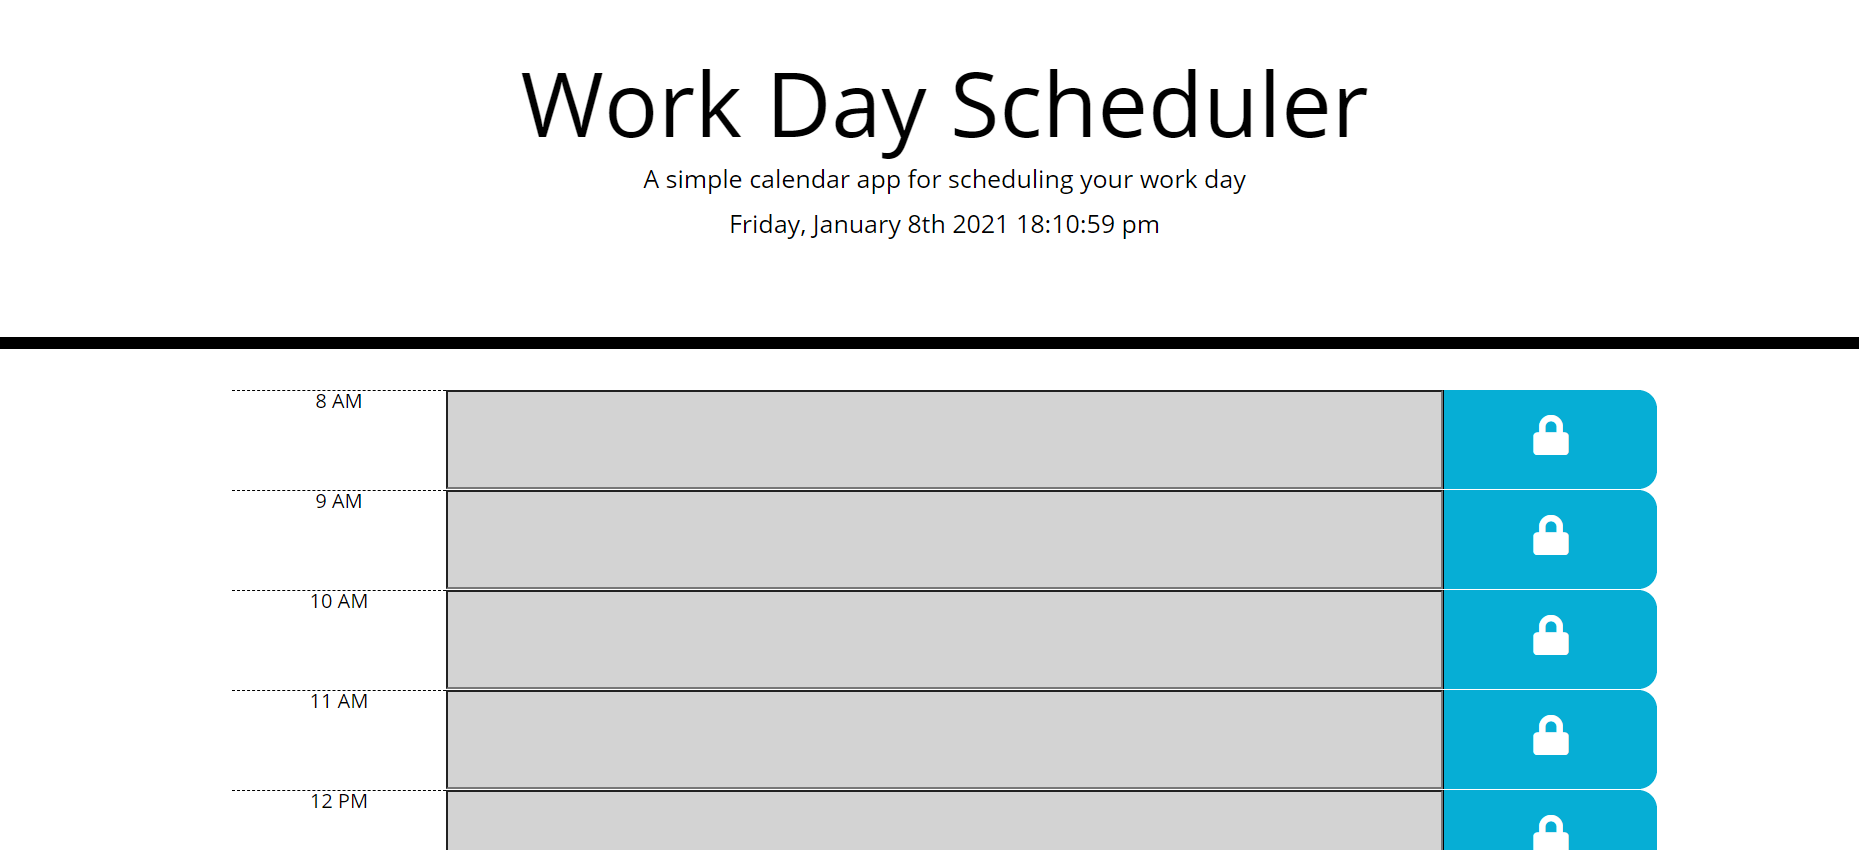 Work Day Scheduler
A simple calendar app for scheduling your work day
Friday, January 8th 2021 18:10:59 pm
8 AM
9 AM
10 AM
11 AM
12 PM